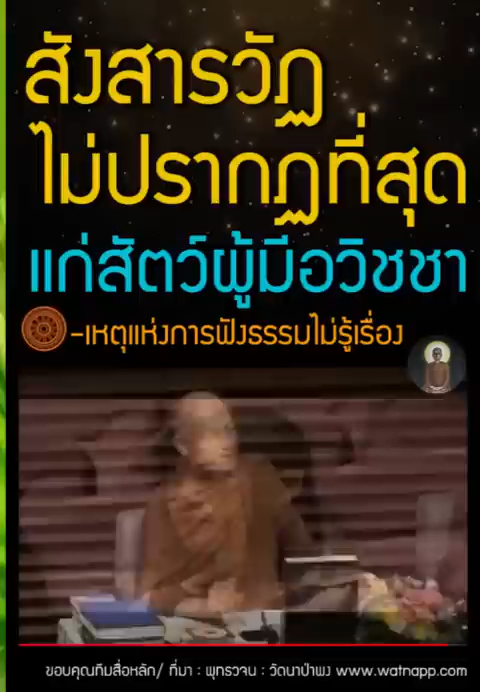 สังสารวัฏ
ไม่ปรากฏที่สุด
แก่สัตว์ผู้มีอวิชชา
-เหตุแห่งการฟังธรรมไม่รู้เรื่อง
ขอบคุณทีมสื่อหลัก/ ที่มา : พุทธวจน : วัดนาป่าพง www.watnapp.com